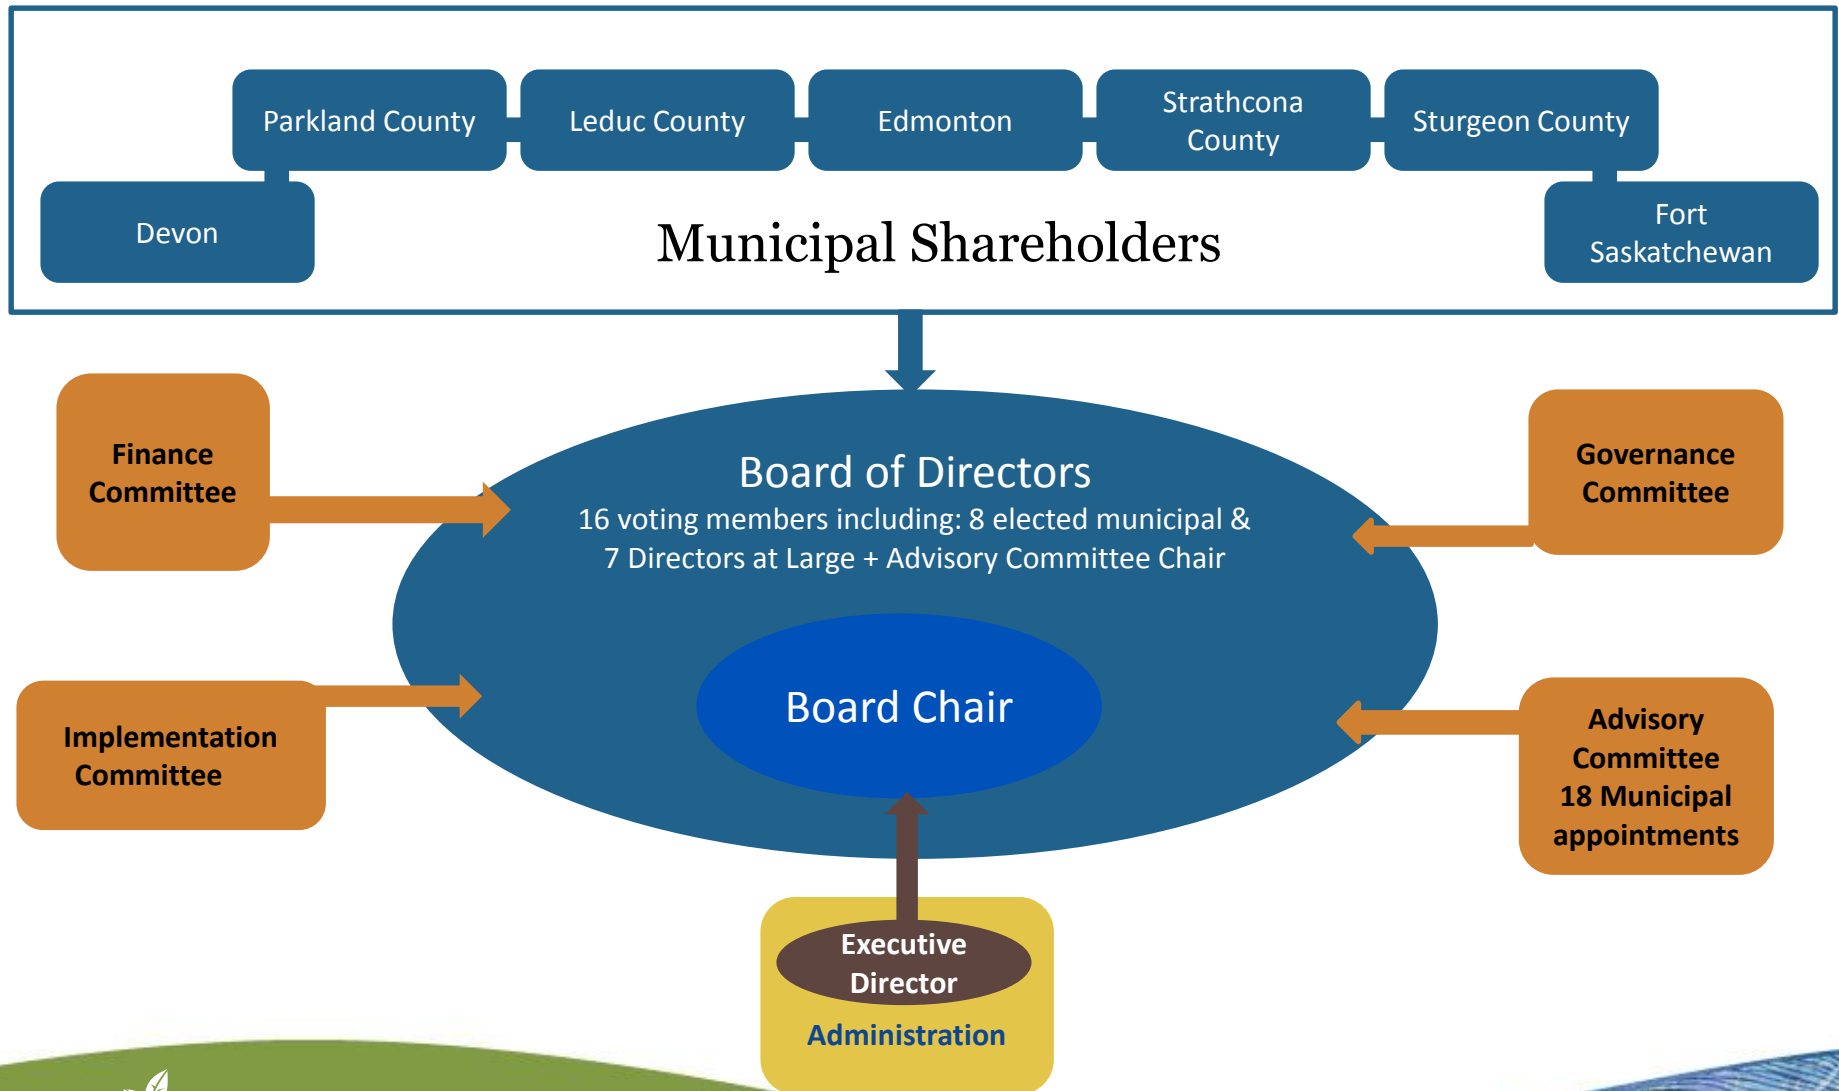 Parkland County
Leduc County
Edmonton
Strathcona
County
Sturgeon County
Devon
Municipal Shareholders
Fort
Saskatchewan
Finance
Committee
Board of Directors
16 voting members including: 8 elected municipal &
7 Directors at Large + Advisory Committee Chair
Governance
Committee
Implementation
Committee
Board Chair
Advisory
Committee
18 Municipal
appointments
Executive
Director
Administration